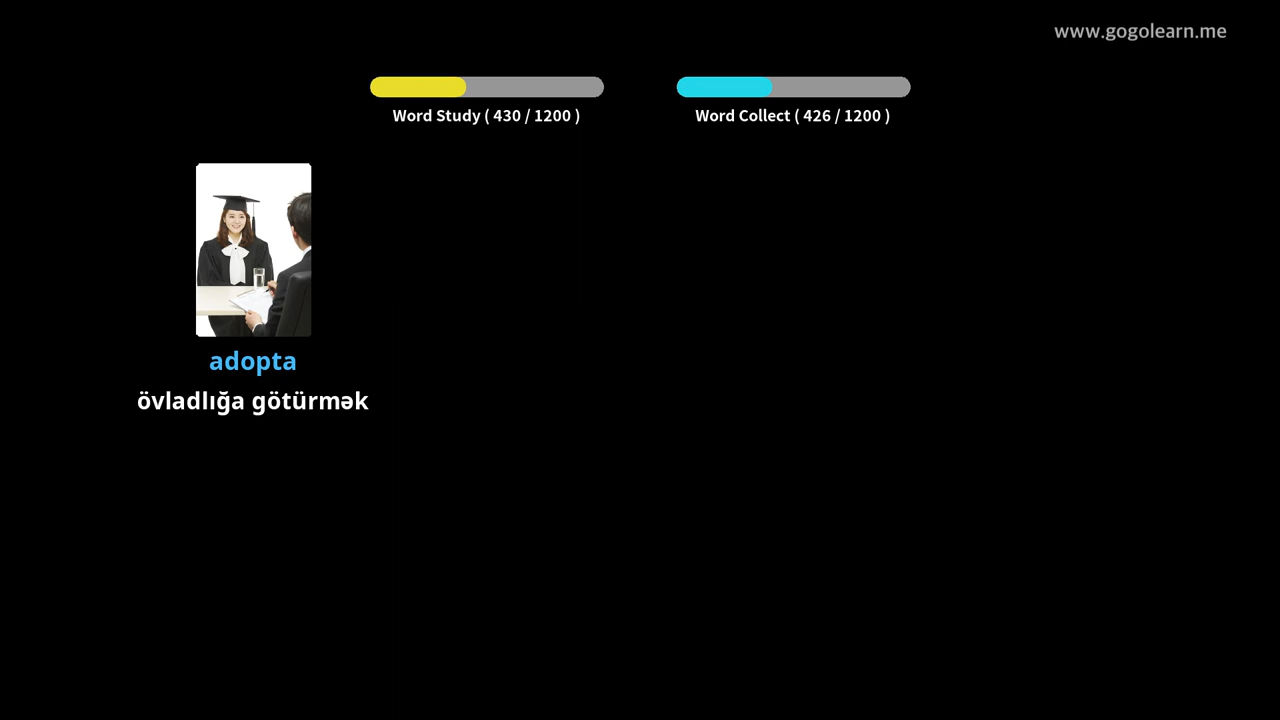 www.gogolearn.me
Word Study ( 430 / 1200 )
Word Collect ( 426 / 1200 )
adopta
övladlığa götürmək